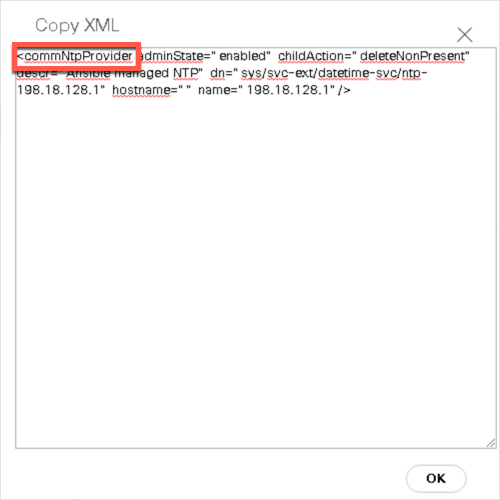 Copy XML
<commNtpProvider adminState="enabled" childAction="deleteNonPresent"
descr="Ansible managed NTP" dn="sys/svc-ext/datetime-svc/ntp-
198.18.128.1" hostname="" name="198.18.128.1"/>
OK